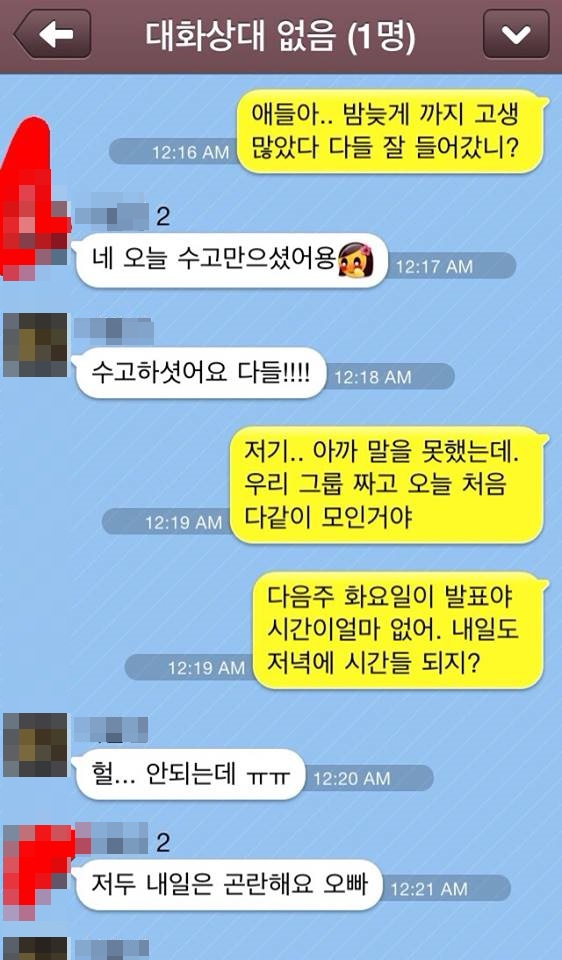 대화상대 없음 (1명)
애들아.. 밤늦게 까지 고생
많았다 다들 잘 들어갔니?
12:16 AM
2
네 오늘 수고만으셨어용
12:17 AM
수고하셧어요 다들!!!!
12:18 AM
저기.. 아까 말을 못했는데.
우리 그룹 짜고 오늘 처음
다같이 모인거야
12:19 AM
다음주 화요일이 발표야
시간이얼마 없어. 내일도
저녁에 시간들 되지?
12:19 AM
헐... 안되는데 ㅠㅠ
12:20 AM
2
저두 내일은 곤란해요 오빠
12:21 AM